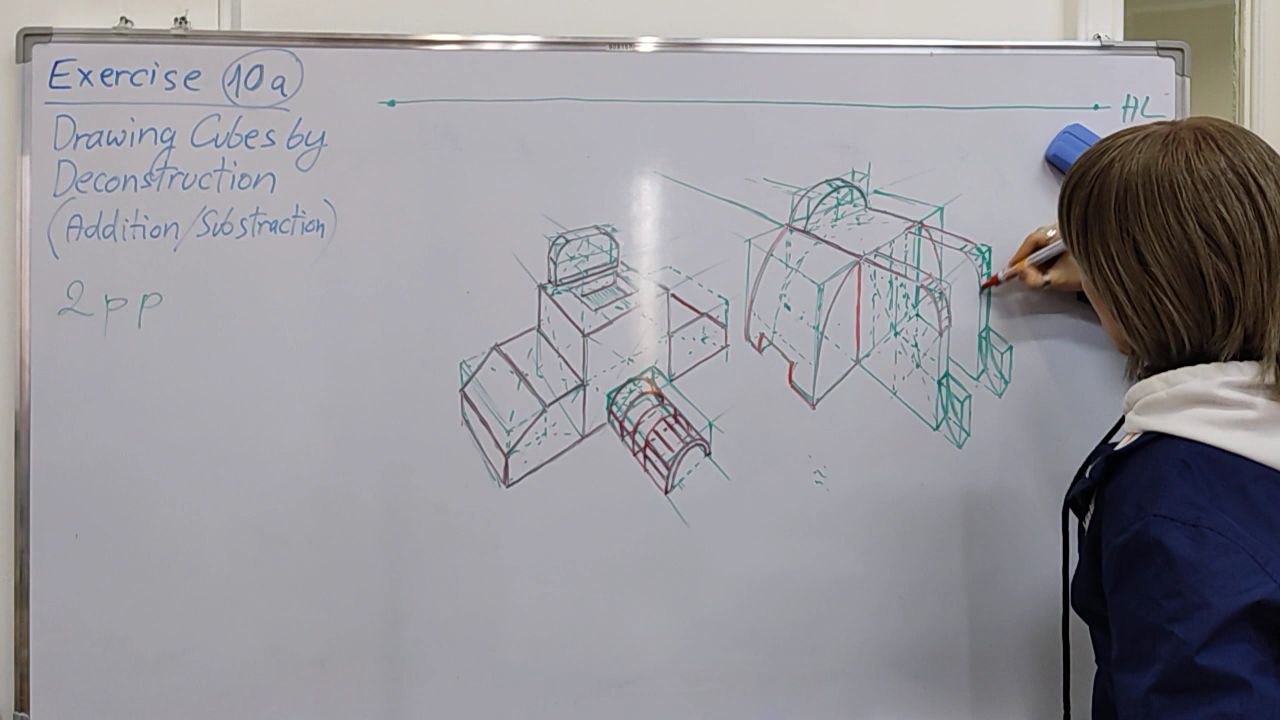 Exercise 10a
HL
Drawing Cubes by
Deconstruction
(Addition/Substraction)
2pp